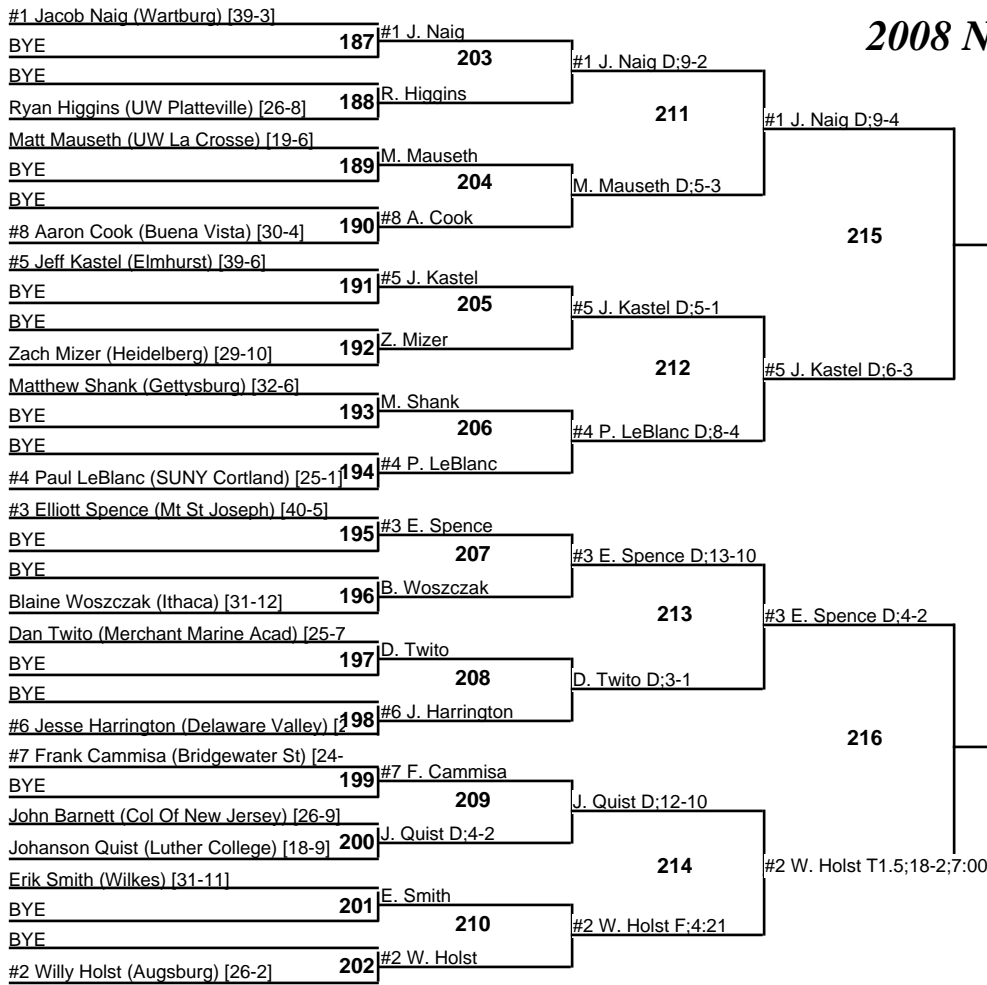 #1 Jacob Naig (Wartburg) [39-3]
2008 N
BYE
187
#1 J. Naig
203
BYE
#1 J. Naig D;9-2
Ryan Higgins (UW Platteville) [26-8]
188
R. Higgins
211
#1 J. Naig D;9-4
Matt Mauseth (UW La Crosse) [19-6]
BYE
189
M. Mauseth
204
BYE
M. Mauseth D;5-3
#8 Aaron Cook (Buena Vista) [30-4]
190
#8 A. Cook
215
#5 Jeff Kastel (Elmhurst) [39-6]
BYE
191
#5 J. Kastel
205
BYE
#5 J. Kastel D;5-1
Zach Mizer (Heidelberg) [29-10]
192
Z. Mizer
212
#5 J. Kastel D;6-3
Matthew Shank (Gettysburg) [32-6]
BYE
193
M. Shank
206
BYE
#4 P. LeBlanc D;8-4
#4 Paul LeBlanc (SUNY Cortland) [25-1]
194
#4 P. LeBlanc
#3 Elliott Spence (Mt St Joseph) [40-5]
BYE
195
#3 E. Spence
207
BYE
#3 E. Spence D;13-10
Blaine Woszczak (Ithaca) [31-12]
196
B. Woszczak
213
#3 E. Spence D;4-2
Dan Twito (Merchant Marine Acad) [25-7
BYE
197
D. Twito
208
BYE
D. Twito D;3-1
#6 Jesse Harrington (Delaware Valley) [2
198
#6 J. Harrington
216
#7 Frank Cammisa (Bridgewater St) [24-
BYE
199
#7 F. Cammisa
209
John Barnett (Col Of New Jersey) [26-9]
J. Quist D;12-10
Johanson Quist (Luther College) [18-9]
200
J. Quist D;4-2
214
#2 W. Holst T1.5;18-2;7:00
Erik Smith (Wilkes) [31-11]
BYE
201
E. Smith
210
BYE
#2 W. Holst F;4:21
#2 Willy Holst (Augsburg) [26-2]
202
#2 W. Holst